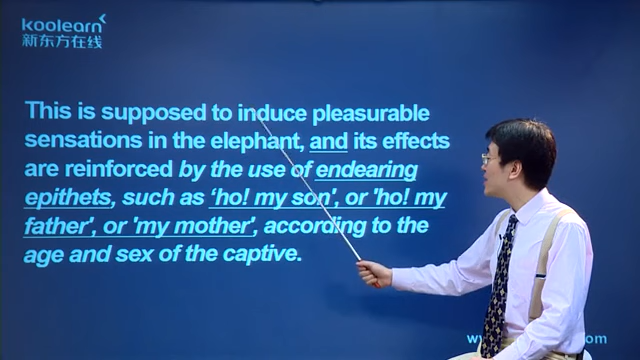 koolearn
新东方在线
This is supposed to induce pleasurable
sensations in the elephant, and its effects
are reinforced by the use of endearing
epithets, such as ‘ho! my son', or 'ho! my
father', or 'my mother', according to the
age and sex of the captive.